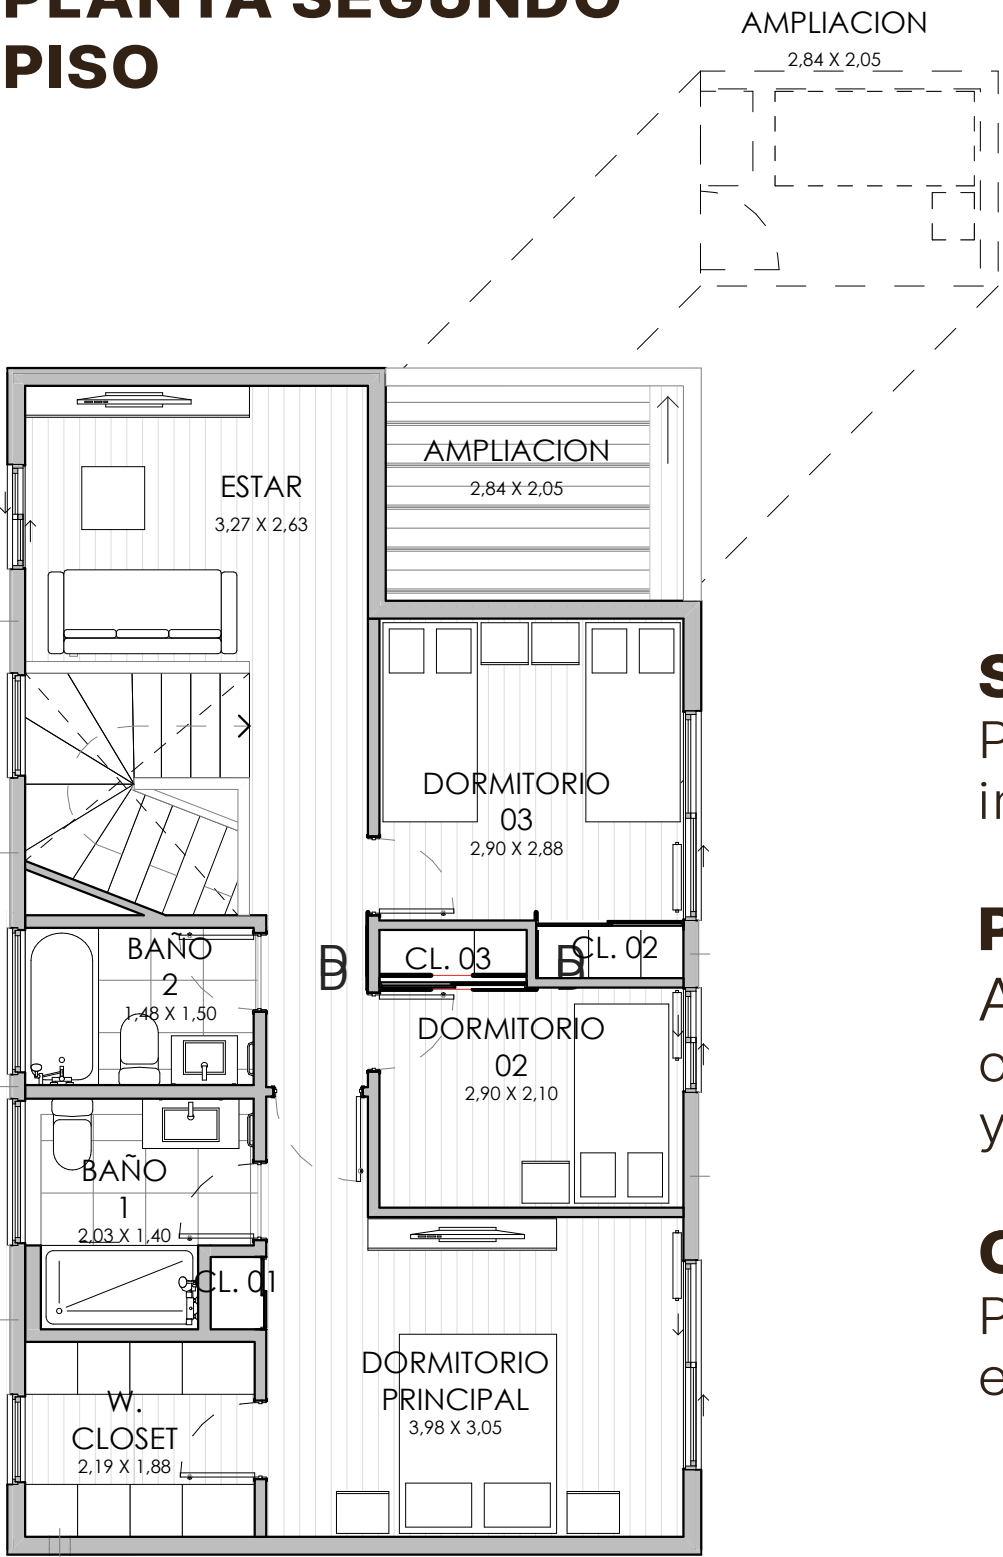 PLANTA SEGUNDO
PISO
AMPLIACION
2,84 X 2,05
AMPLIACION
2,84 X 2,05
ESTAR
3,27 X 2,63
DORMITORIO
03
2,90 X 2,88
BAÑO
2
1,48 X 1,50
B
B
CL. 03
CL. 02
DORMITORIO
02
2,90 X 2,10
BAÑO
1
2,03 X 1,40
CL. 01
DORMITORIO
PRINCIPAL
3,98 X 3,05
W.
CLOSET
2,19 X 1,88